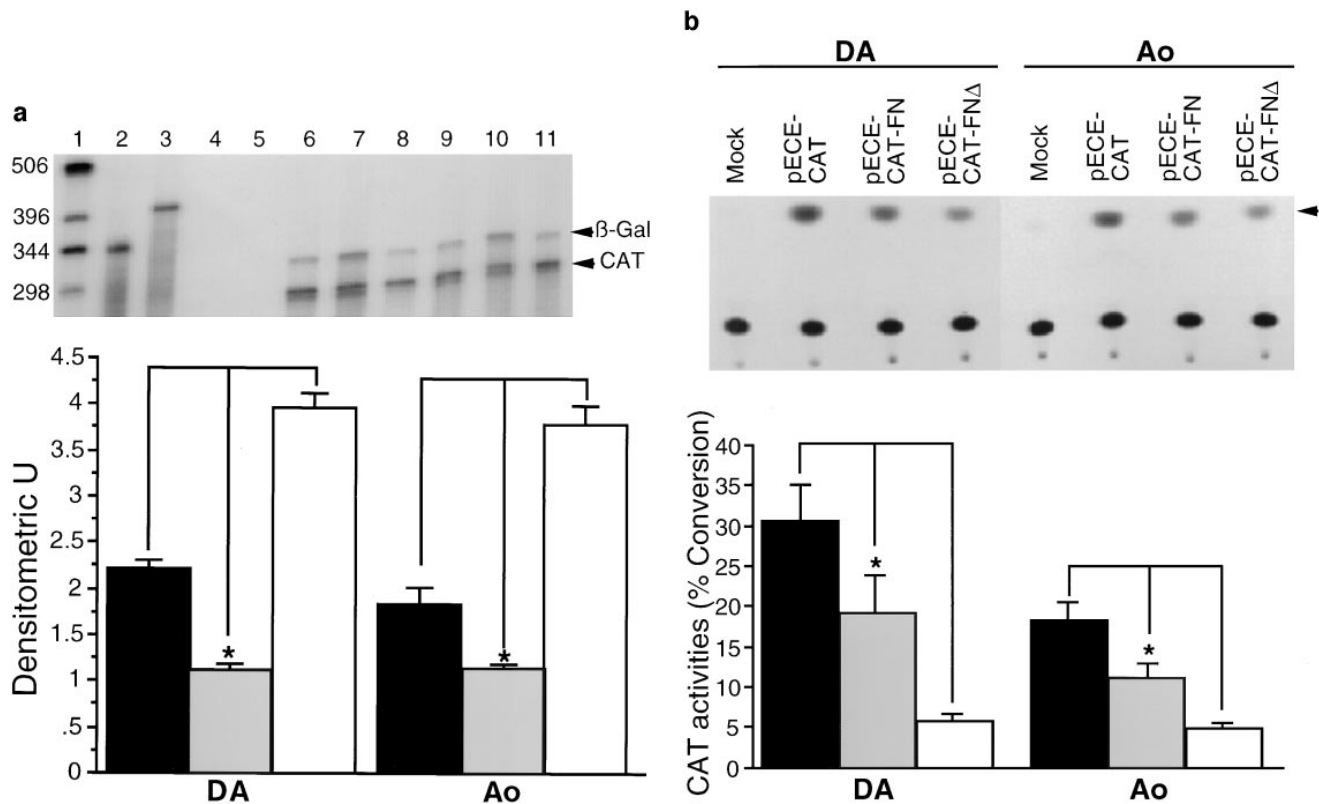 a
1 2 3 4 5 6 7 8 9 10 11
506
396
344
298
ß-Gal
CAT
Densitometric U
4.5
4
3.5
3
2.5
2
1.5
1
.5
0
*
*
DA
Ao
b
DA
Ao
Mock
pECE-
CAT
pECE-
CAT-FN
pECE-
CAT-FNΔ
Mock
pECE-
CAT
pECE-
CAT-FN
pECE-
CAT-FNΔ
CAT activities (% Conversion)
40
35
30
25
20
15
10
5
0
*
*
DA
Ao